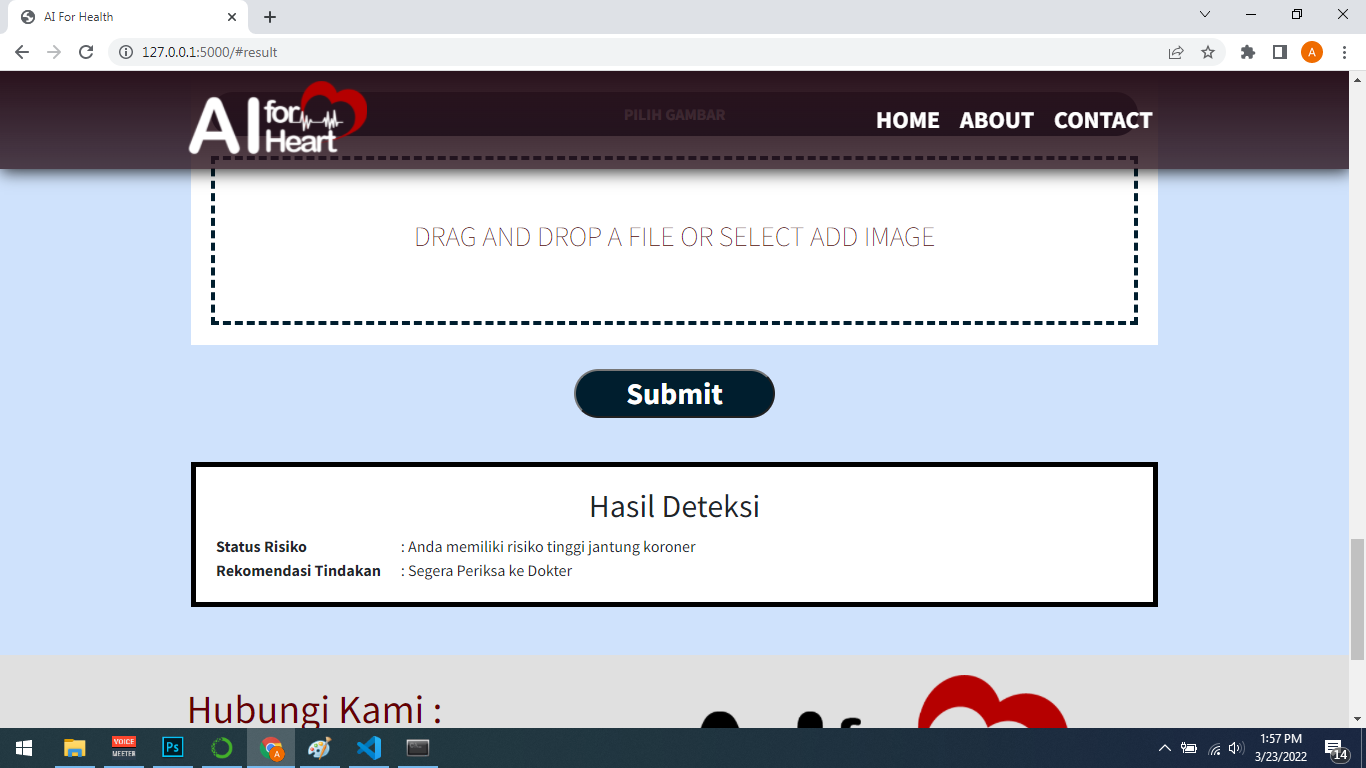 AI For Health
127.0.0.1:5000/#result
A
AI for Heart
PILIH GAMBAR
HOME ABOUT CONTACT
DRAG AND DROP A FILE OR SELECT ADD IMAGE
Submit
Hasil Deteksi
Status Risiko : Anda memiliki risiko tinggi jantung koroner
Rekomendasi Tindakan : Segera Periksa ke Dokter
Hubungi Kami :
VOICE
MEETER
Ps
A
1:57 PM
3/23/2022
14